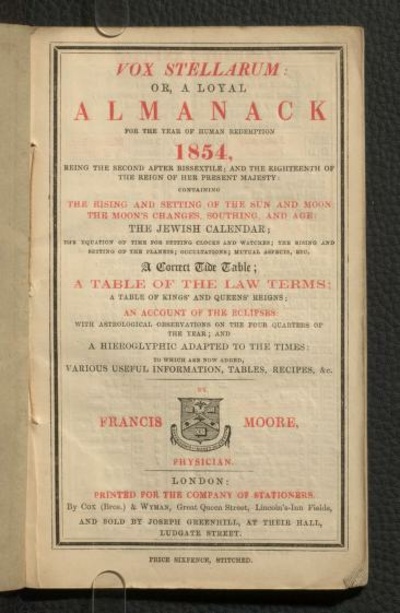 VOX STELLARUM:
OR, A LOYAL
ALMANACK
FOR THE YEAR OF HUMAN REDEMPTION
1854,
BEING THE SECOND AFTER BISSEXTILE; AND THE EIGHTEENTH OF
THE REIGN OF HER PRESENT MAJESTY:
CONTAINING
THE RISING AND SETTING OF THE SUN AND MOON;
THE MOON'S CHANGES, SOUTHING, AND AGE:
THE JEWISH CALENDAR;
THE EQUATION OF TIME FOR SETTING CLOCKS AND WATCHES; THE RISING AND
SETTING OF THE PLANETS; OCCULTATIONS; MUTUAL ASPECTS, ETC.
A Correct Tide Table;
A TABLE OF THE LAW TERMS:
A TABLE OF KINGS' AND QUEENS' REIGNS;
AN ACCOUNT OF THE ECLIPSES
WITH ASTROLOGICAL OBSERVATIONS ON THE FOUR QUARTERS OF
THE YEAR; AND
A HIEROGLYPHIC ADAPTED TO THE TIMES:
TO WHICH ARE NOW ADDED,
VARIOUS USEFUL INFORMATION, TABLES, RECIPES, &c.
BY
FRANCIS MOORE,
PHYSICIAN.
LONDON:
PRINTED FOR THE COMPANY OF STATIONERS.
By COX (Bros.) & WYMAN, Great Queen Street, Lincoln's-Inn Fields,
AND SOLD BY JOSEPH GREENHILL, AT THEIR HALL,
LUDGATE STREET.
PRICE SIXPENCE, STITCHED.